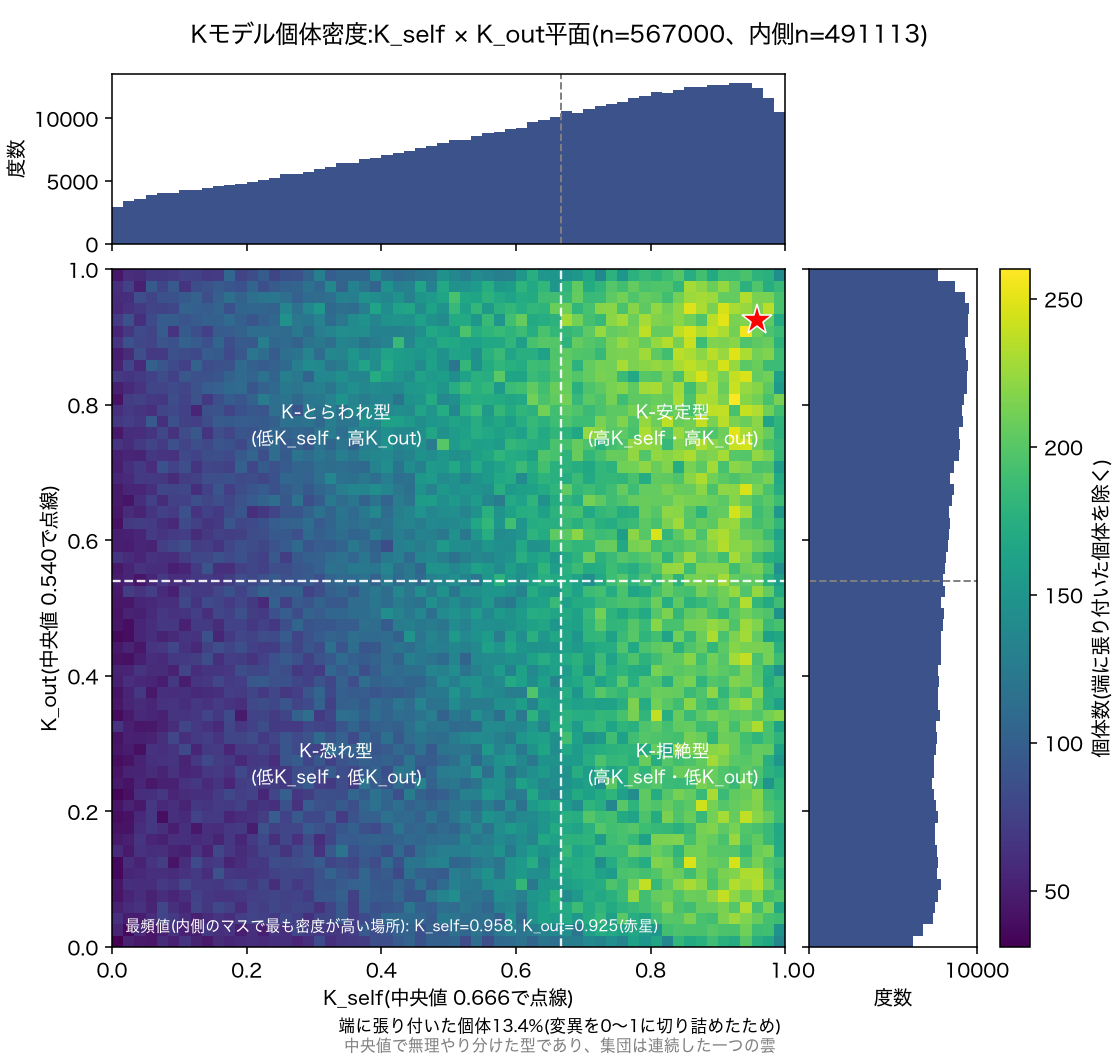 Kモデル個体密度:K_self × K_out平面(n=567000、内側n=491113)
度数
10000
5000
0
1.0
0.8
0.6
0.4
0.2
0.0
K_out(中央値 0.540で点線)
K-とらわれ型
(低K_self・高K_out)
K-安定型
(高K_self・高K_out)
K-恐れ型
(低K_self・低K_out)
K-拒絶型
(高K_self・低K_out)
最頻値(内側のマスで最も密度が高い場所): K_self=0.958, K_out=0.925(赤星)
0.0 0.2 0.4 0.6 0.8 1.0
K_self(中央値 0.666で点線)
0 10000
度数
250
200
150
100
50
個体数(端に張り付いた個体を除く)
端に張り付いた個体13.4%(変異を0〜1に切り詰めたため)
中央値で無理やり分けた型であり、集団は連続した一つの雲